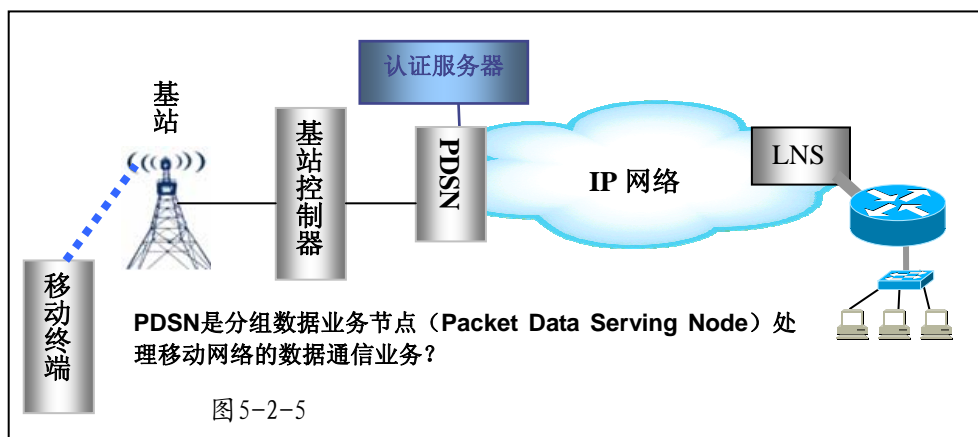 认证服务器
基站
基站控制器
PDSN
IP 网络
LNS
移动终端
PDSN是分组数据业务节点（Packet Data Serving Node）处
理移动网络的数据通信业务？
图5-2-5